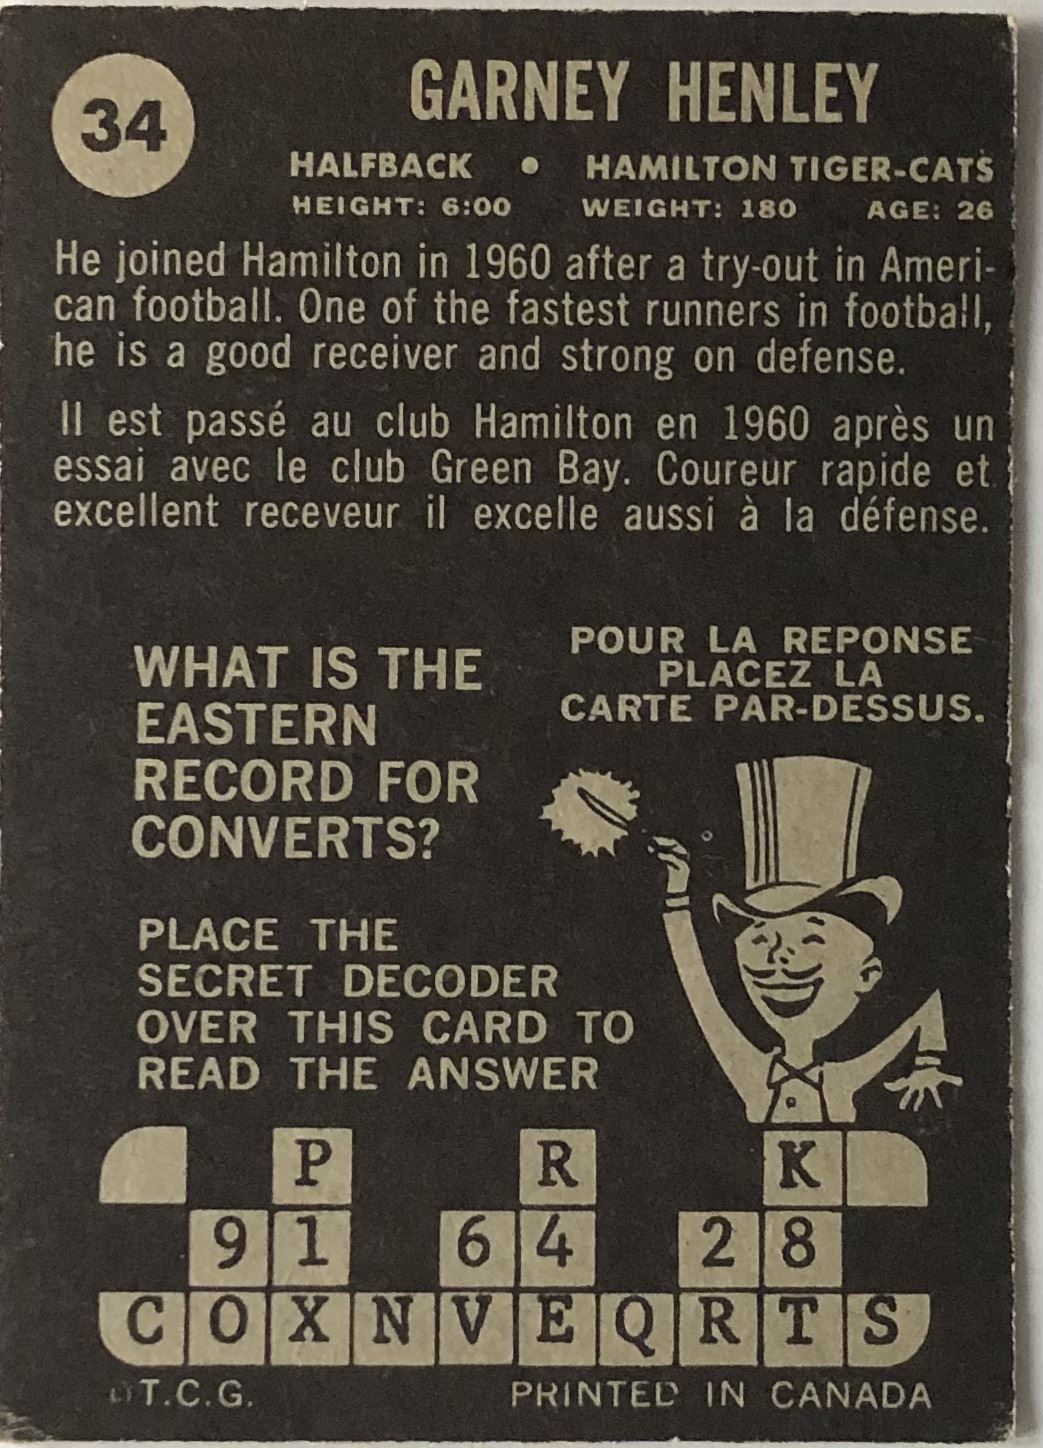 34
GARNEY HENLEY
HALFBACK • HAMILTON TIGER-CATS
HEIGHT: 6:00 WEIGHT: 180 AGE: 26
He joined Hamilton in 1960 after a try-out in Ameri-
can football. One of the fastest runners in football,
he is a good receiver and strong on defense.
Il est passé au club Hamilton en 1960 après un
essai avec le club Green Bay. Coureur rapide et
excellent receveur il excelle aussi à la défense.
WHAT IS THE
EASTERN
RECORD FOR
CONVERTS?
POUR LA REPONSE
PLACEZ LA
CARTE PAR-DESSUS.
PLACE THE
SECRET DECODER
OVER THIS CARD TO
READ THE ANSWER
P R K
91 64 28
COXNVEQRTS
©T.C.G. PRINTED IN CANADA